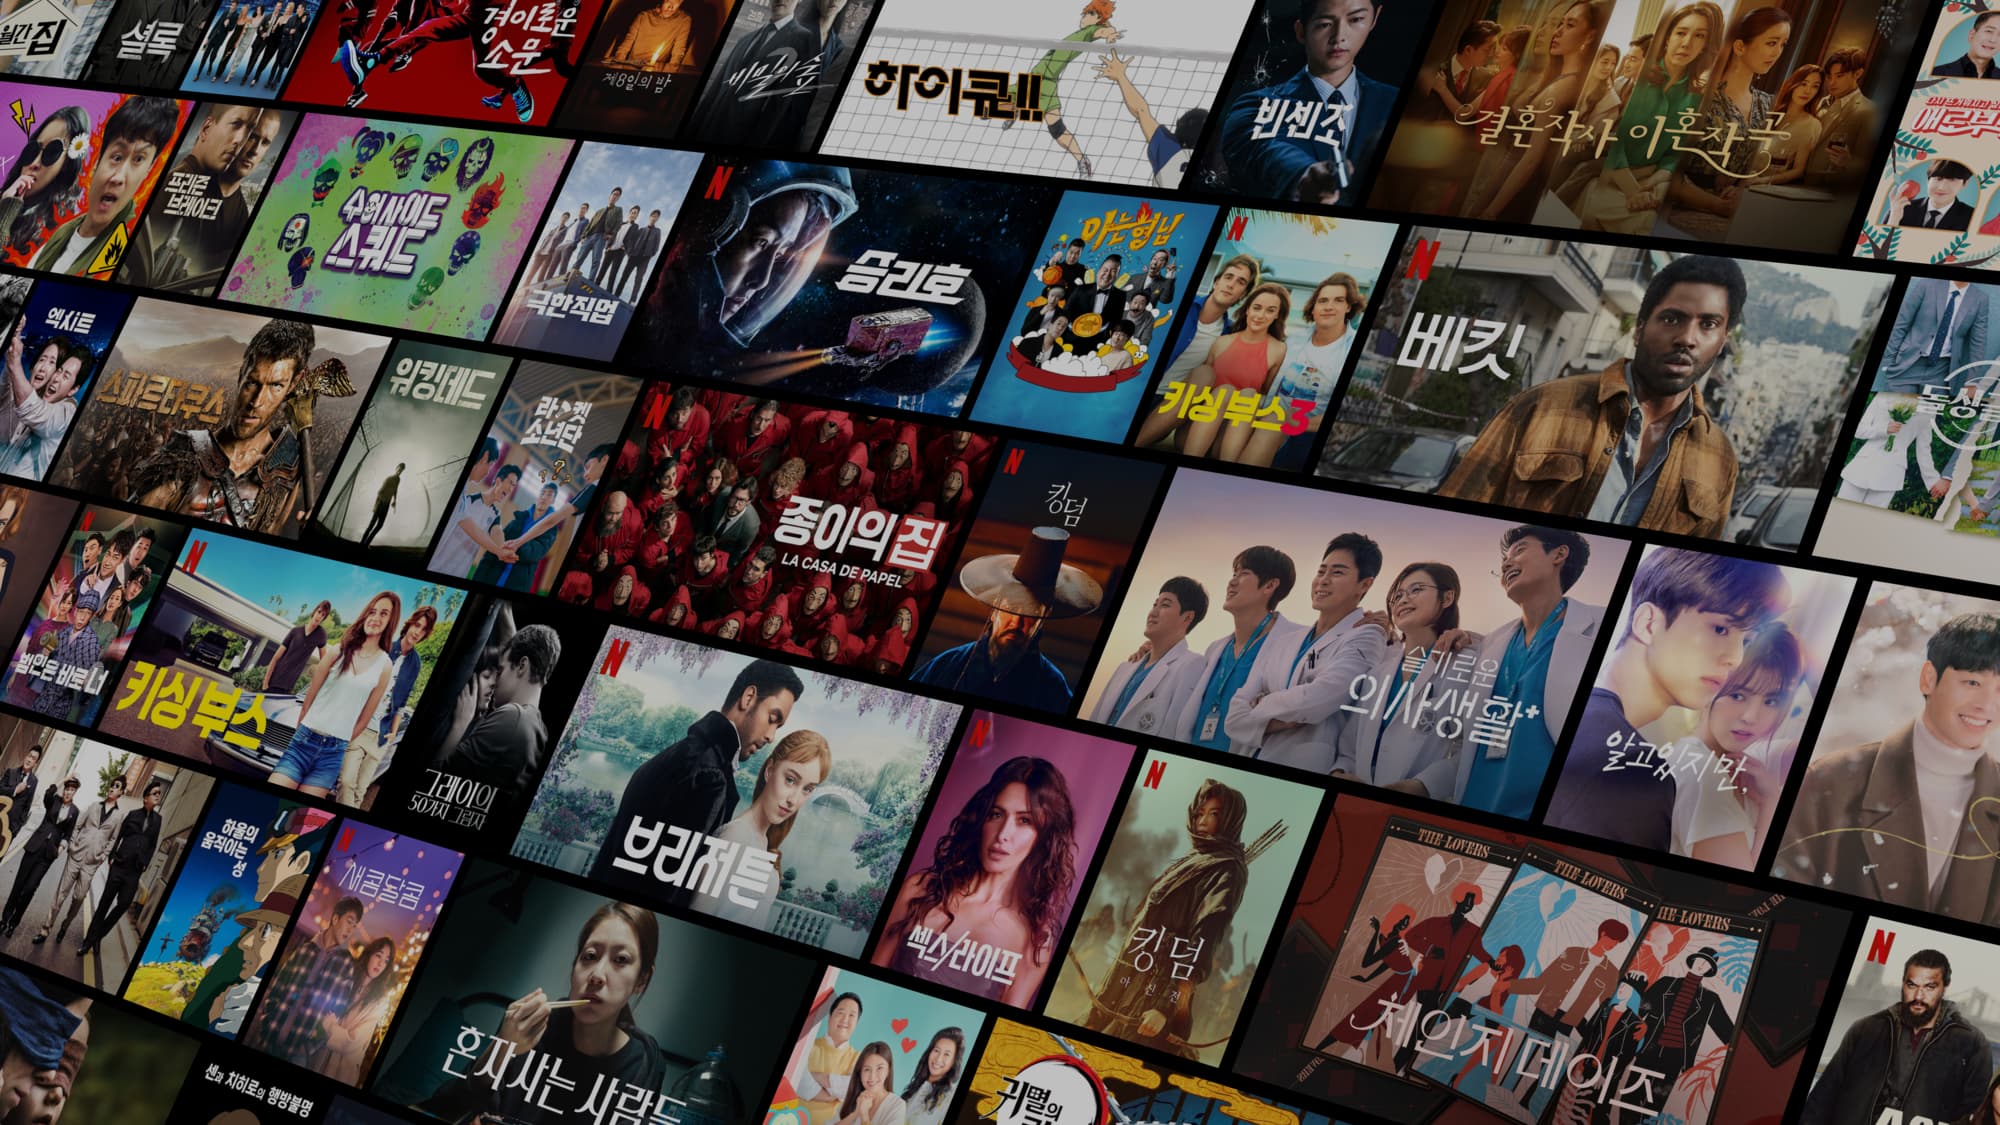 월간 집
셜록
경이로운
소문
제8일의 밤
비밀의 숲
하이큐!!
빈센조
결혼작사 이혼작곡
프리즌
브레이크
수어사이드
스쿼드
극한직업
N
승리호
아는 형님
N
키싱 부스3
N
베킷
엑시트
스파르타쿠스
워킹데드
라켓
소년단
N
종이의 집
LA CASA DE PAPEL
N
킹덤
슬기로운
의사생활
알고있지만,
돌싱
N
범인은 바로 너
N
키싱 부스
그레이의
50가지 그림자
N
브리저튼
N
섹스/라이프
N
킹덤
아신전
THE-LOVERS
THE-LOVERS
THE-LOVERS
체인지 데이즈
하울의
움직이는
성
N
새콤달콤
혼자 사는 사람들
센과 치히로의 행방불명
귀멸의
N